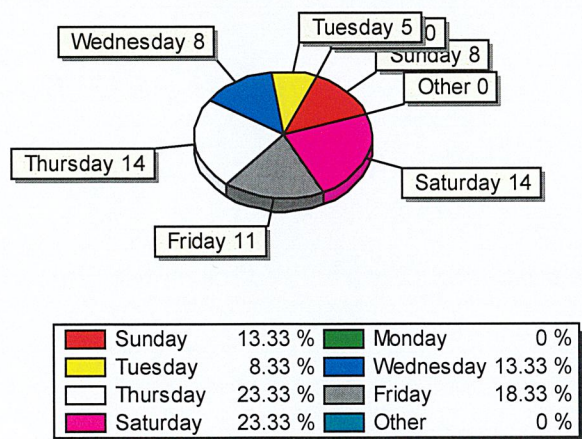 Tuesday 5
0
Wednesday 8
Sunday 8
Other 0
Thursday 14
Saturday 14
Friday 11
Sunday 13.33 % Monday 0 %
Tuesday 8.33 % Wednesday 13.33 %
Thursday 23.33 % Friday 18.33 %
Saturday 23.33 % Other 0 %